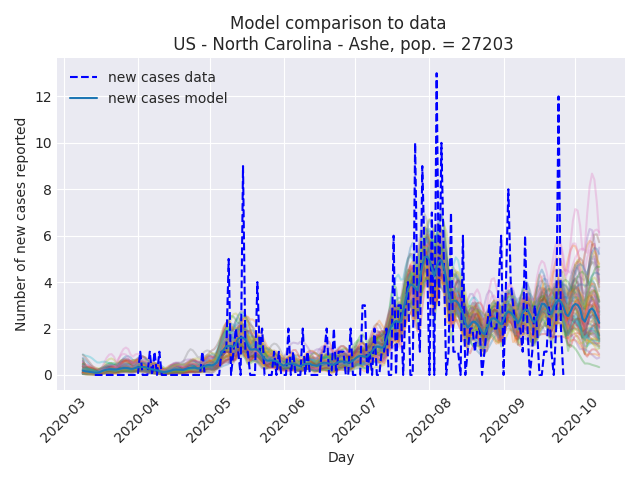 Model comparison to data
US - North Carolina - Ashe, pop. = 27203
new cases data
new cases model
Number of new cases reported
12
10
8
6
4
2
0
2020-03
2020-04
2020-05
2020-06
2020-07
2020-08
2020-09
2020-10
Day